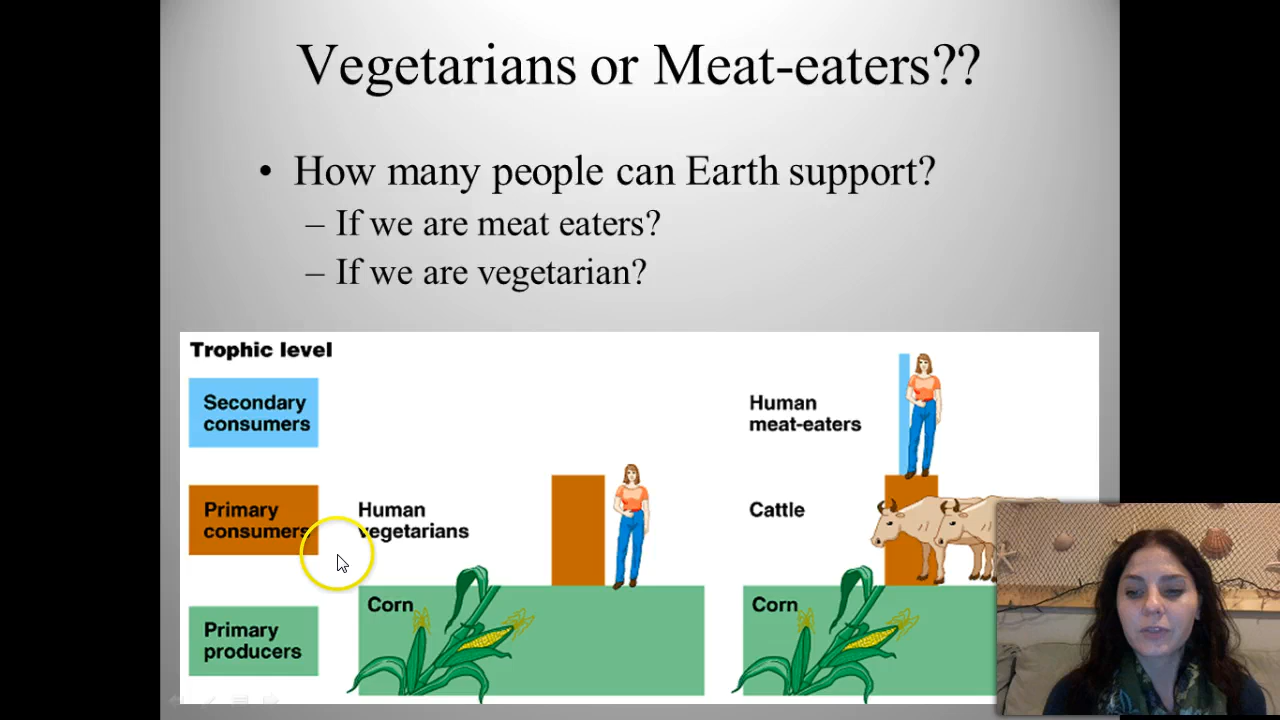 Vegetarians or Meat-eaters??
• How many people can Earth support?
– If we are meat eaters?
– If we are vegetarian?
Trophic level
Secondary
consumers
Primary
consumers
Primary
producers
Human
vegetarians
Corn
Human
meat-eaters
Cattle
Corn